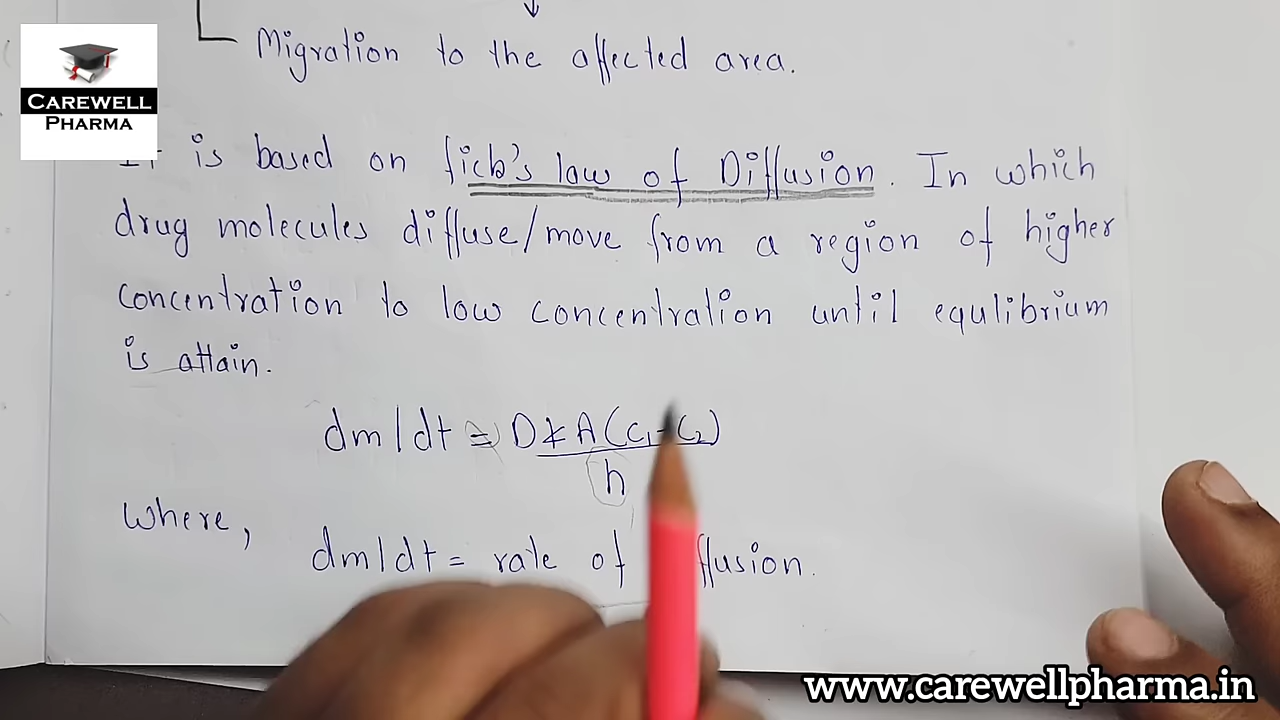 Migration to the affected area.
CAREWELL
PHARMA
It is based on fick's law of Diffusion. In which
drug molecules diffuse/move from a region of higher
concentration to low concentration until equlibrium
is attain.
dm/dt = D k A (C₁ - C₂)
h
where,
dm/dt = rate of ffusion.
www.carewellpharma.in